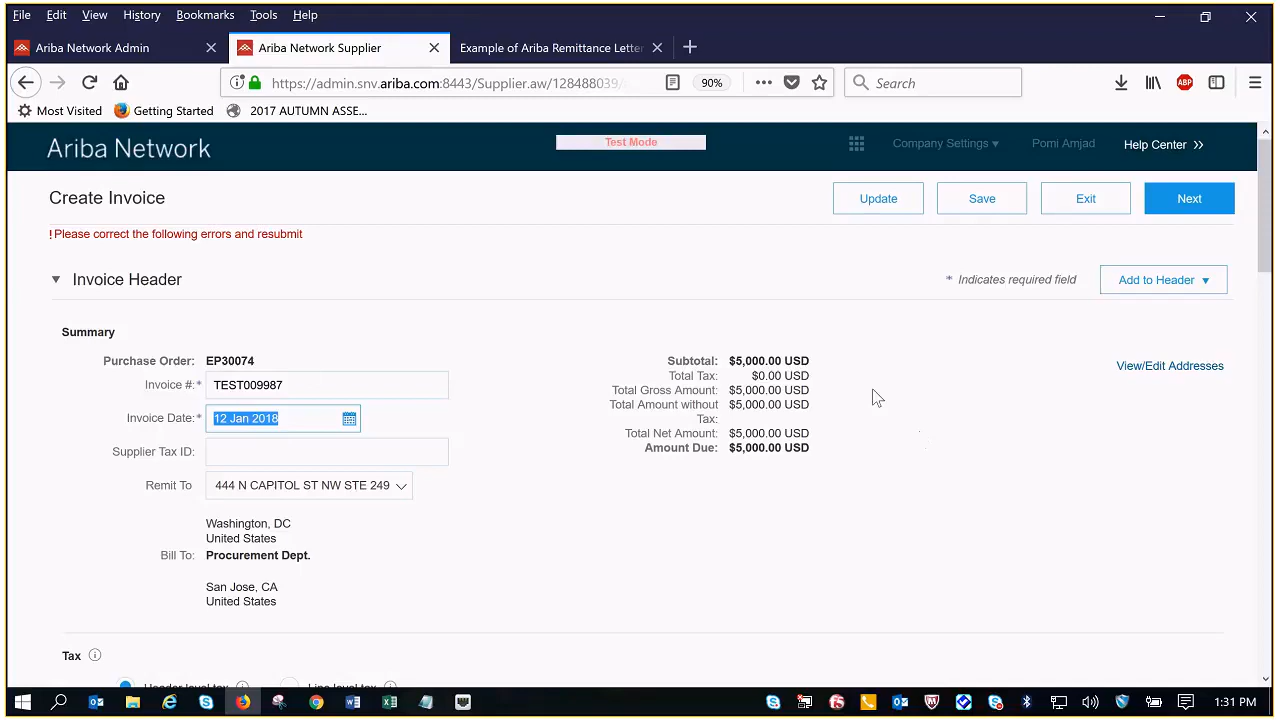 File Edit View History Bookmarks Tools Help
Ariba Network Admin
Ariba Network Supplier
Example of Ariba Remittance Letter
https://admin.snv.ariba.com:8443/Supplier.aw/128488039/
90%
Search
ABP
Most Visited
Getting Started
2017 AUTUMN ASSE...
Ariba Network
Test Mode
Company Settings
Pomi Amjad
Help Center >>
Create Invoice
Update
Save
Exit
Next
! Please correct the following errors and resubmit
Invoice Header
* Indicates required field
Add to Header
Summary
Purchase Order: EP30074
Invoice #:* TEST009987
Invoice Date:* 12 Jan 2018
Supplier Tax ID:
Remit To 444 N CAPITOL ST NW STE 249
Washington, DC
United States
Bill To: Procurement Dept.
San Jose, CA
United States
Subtotal: $5,000.00 USD
Total Tax: $0.00 USD
Total Gross Amount: $5,000.00 USD
Total Amount without $5,000.00 USD
Tax:
Total Net Amount: $5,000.00 USD
Amount Due: $5,000.00 USD
View/Edit Addresses
Tax
Header level tax
Line level tax
1:31 PM